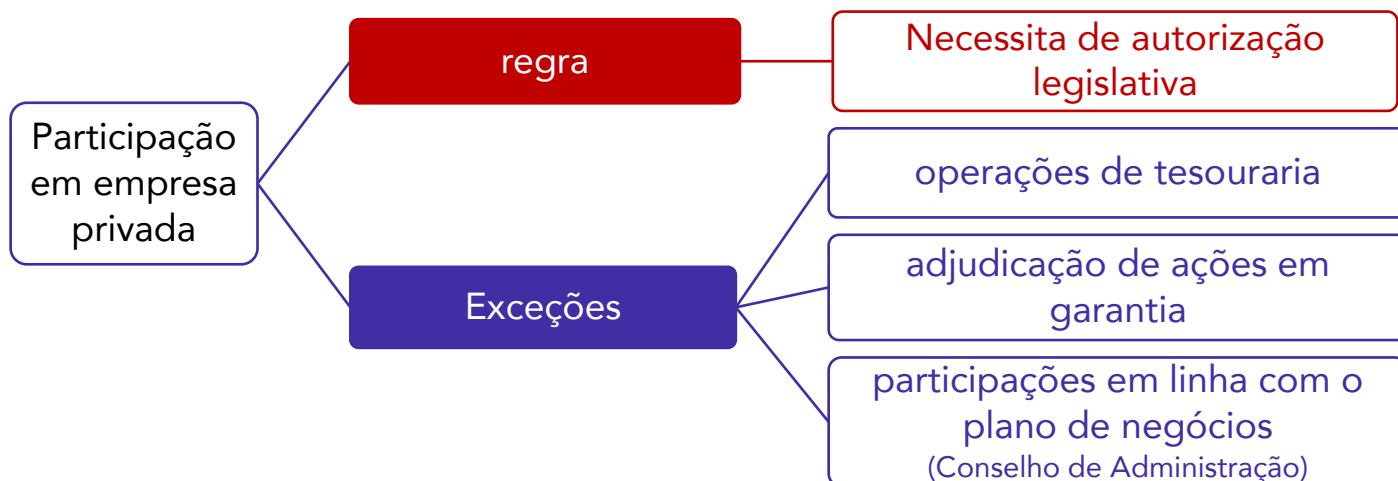 Participação
em empresa
privada
regra
Necessita de autorização
legislativa
Exceções
operações de tesouraria
adjudicação de ações em
garantia
participações em linha com o
plano de negócios
(Conselho de Administração)